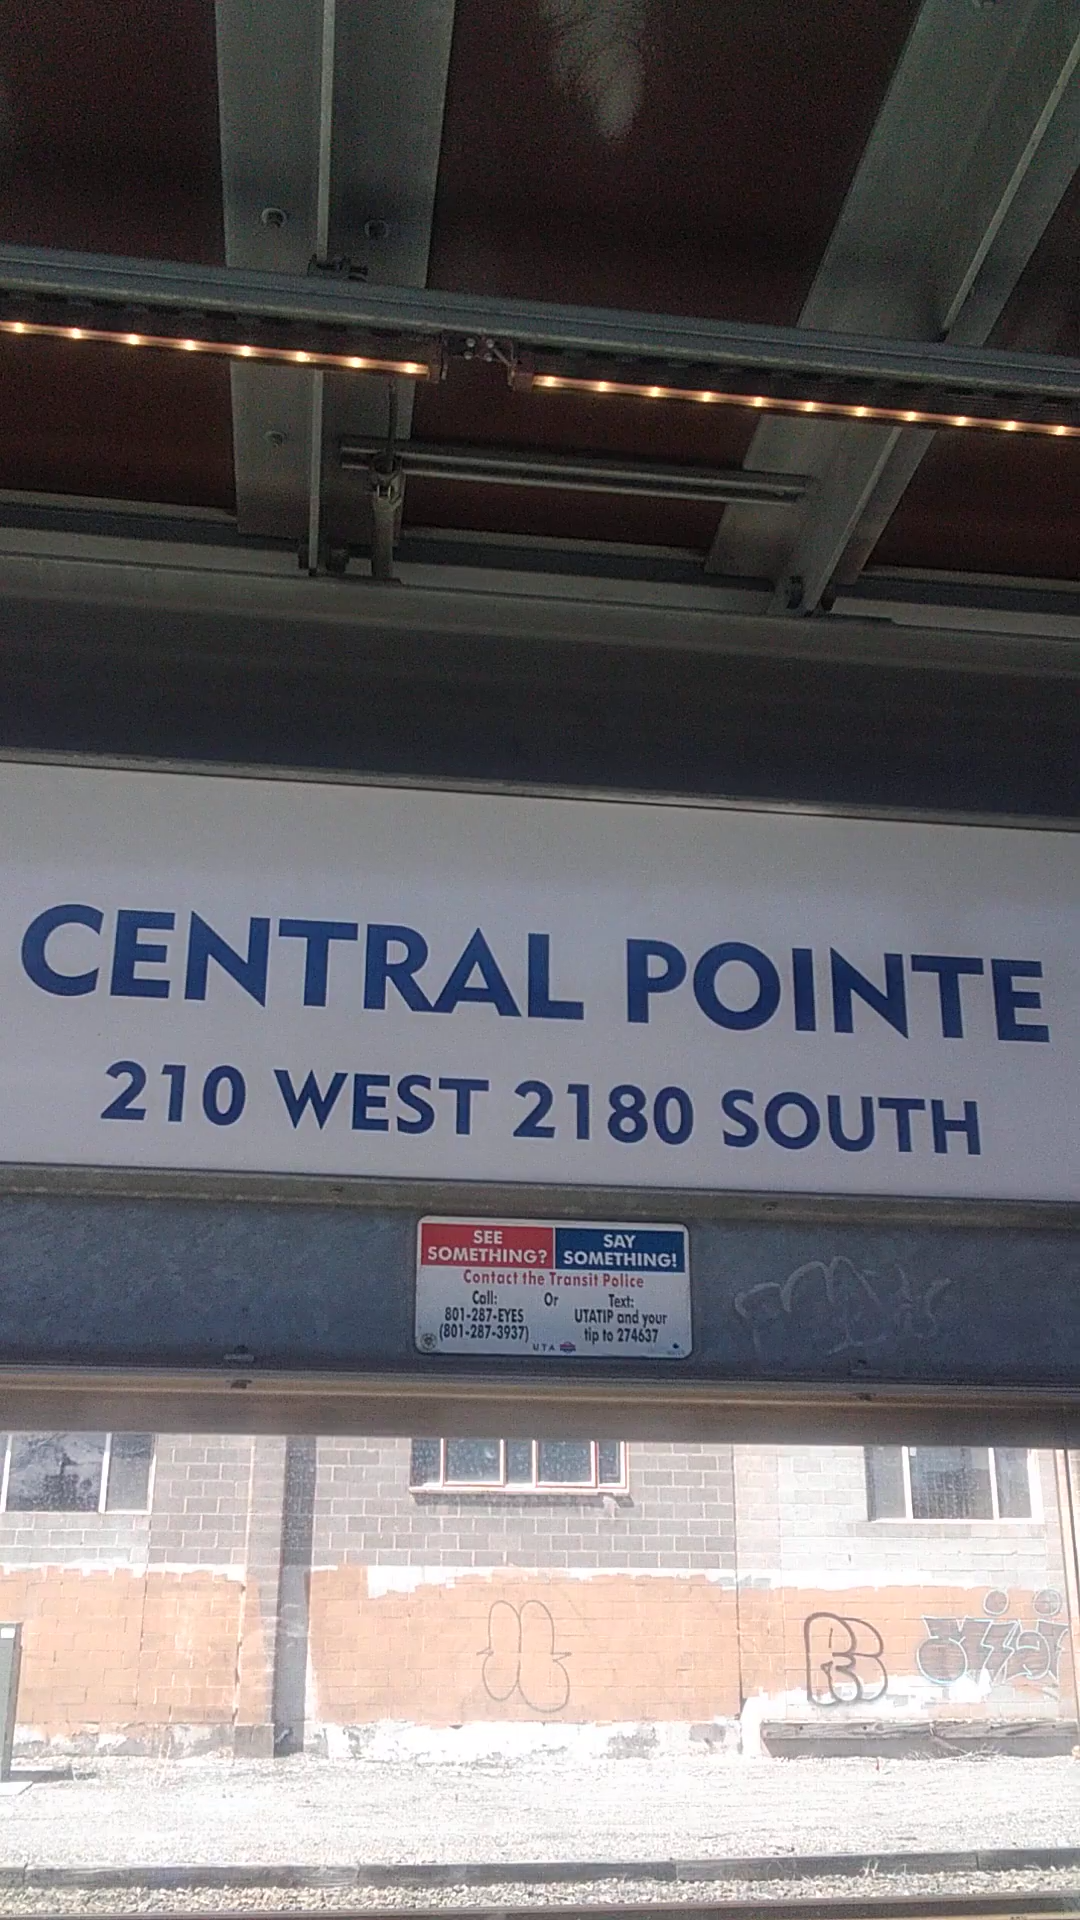 CENTRAL POINTE
210 WEST 2180 SOUTH
SEE SOMETHING?
SAY SOMETHING!
Contact the Transit Police
Call:
801-287-EYES
(801-287-3937)
Or
Text:
UTATIP and your
tip to 274637
UTA